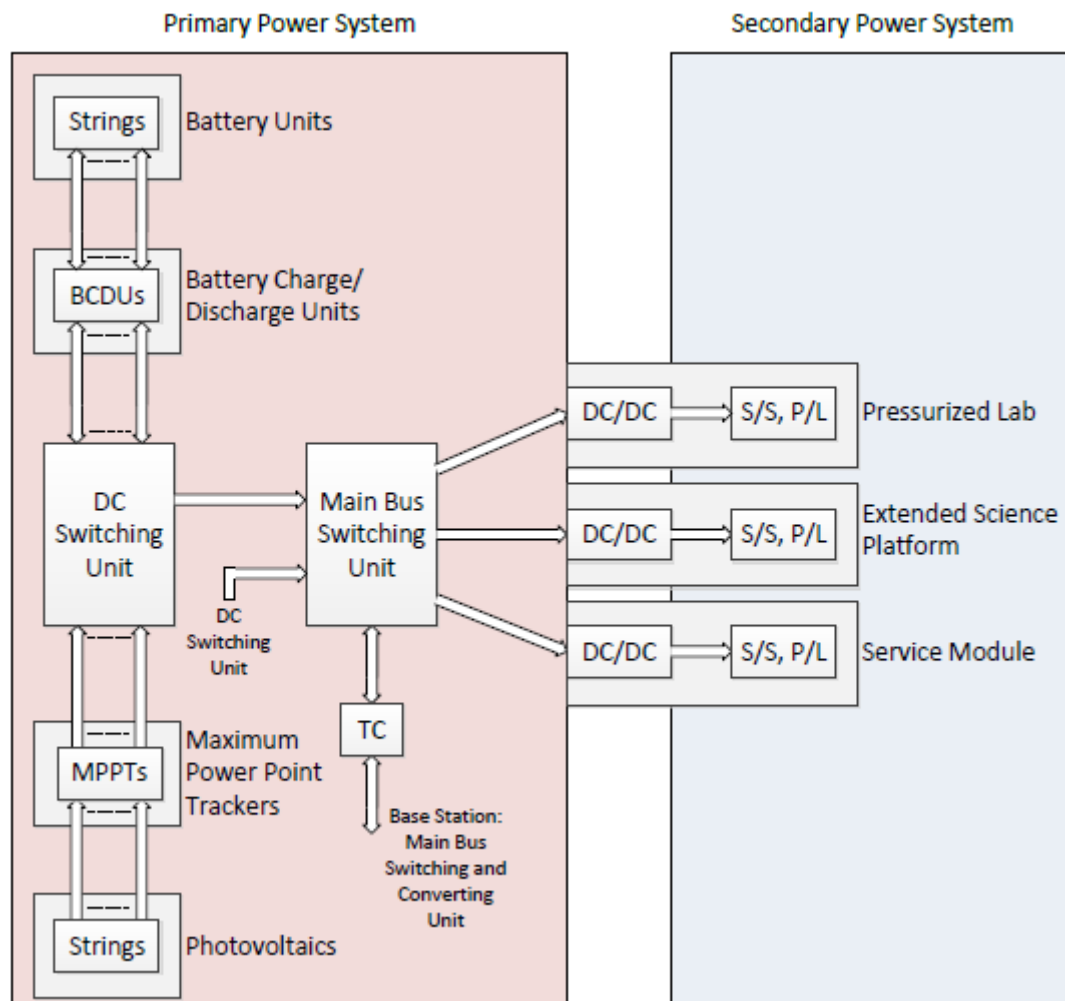 Primary Power System
Secondary Power System
Strings
Battery Units
BCDUs
Battery Charge/
Discharge Units
DC
Switching
Unit
Main Bus
Switching
Unit
DC
Switching
Unit
DC/DC
S/S, P/L
Pressurized Lab
DC/DC
S/S, P/L
Extended Science
Platform
DC/DC
S/S, P/L
Service Module
TC
Base Station:
Main Bus
Switching and
Converting
Unit
MPPTs
Maximum
Power Point
Trackers
Strings
Photovoltaics